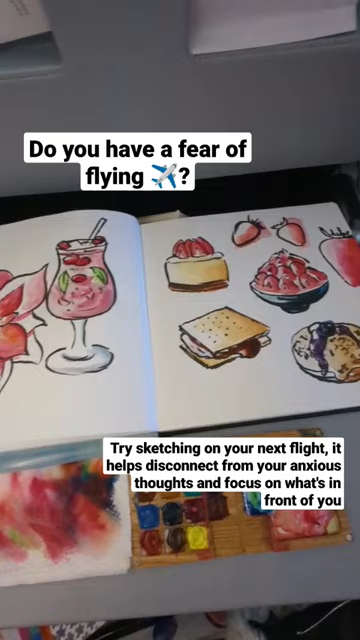 Do you have a fear of
flying ✈️?
Try sketching on your next flight, it
helps disconnect from your anxious
thoughts and focus on what's in
front of you